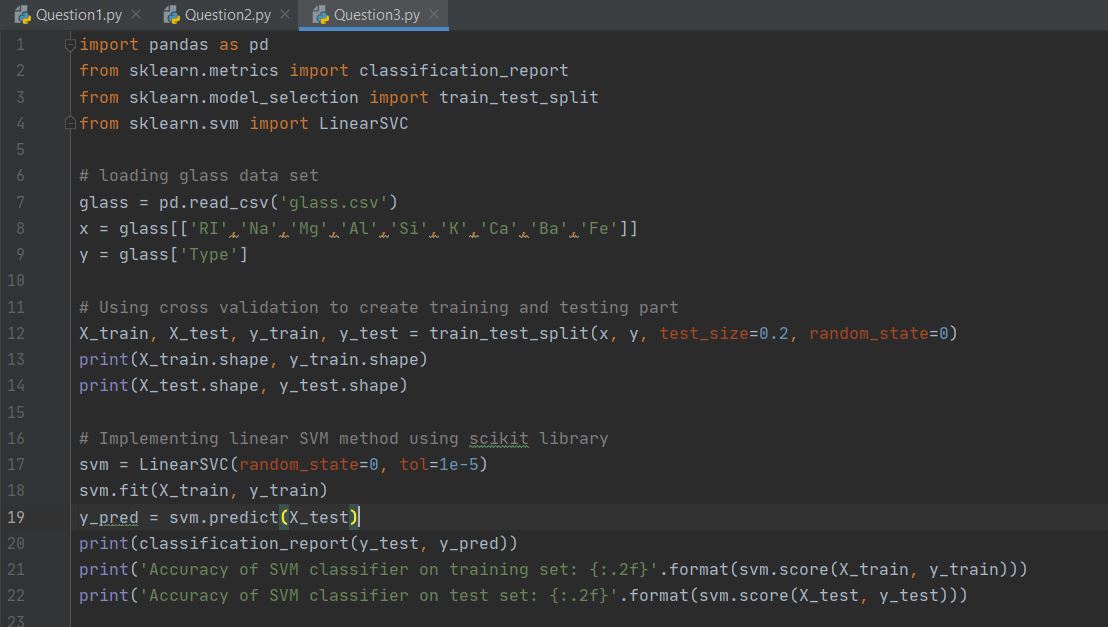 Question1.py Question2.py Question3.py
1 import pandas as pd
2 from sklearn.metrics import classification_report
3 from sklearn.model_selection import train_test_split
4 from sklearn.svm import LinearSVC
5
6 # loading glass data set
7 glass = pd.read_csv('glass.csv')
8 x = glass[['RI','Na','Mg','Al','Si','K','Ca','Ba','Fe']]
9 y = glass['Type']
10
11 # Using cross validation to create training and testing part
12 X_train, X_test, y_train, y_test = train_test_split(x, y, test_size=0.2, random_state=0)
13 print(X_train.shape, y_train.shape)
14 print(X_test.shape, y_test.shape)
15
16 # Implementing linear SVM method using scikit library
17 svm = LinearSVC(random_state=0, tol=1e-5)
18 svm.fit(X_train, y_train)
19 y_pred = svm.predict(X_test)
20 print(classification_report(y_test, y_pred))
21 print('Accuracy of SVM classifier on training set: {:.2f}'.format(svm.score(X_train, y_train)))
22 print('Accuracy of SVM classifier on test set: {:.2f}'.format(svm.score(X_test, y_test)))
23